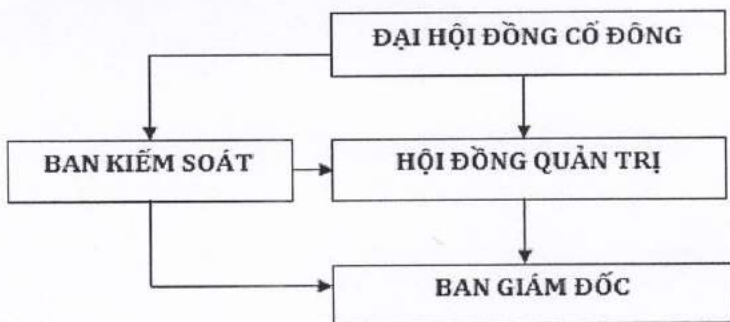 ĐẠI HỘI ĐỒNG CỔ ĐÔNG
BAN KIỂM SOÁT
HỘI ĐỒNG QUẢN TRỊ
BAN GIÁM ĐỐC